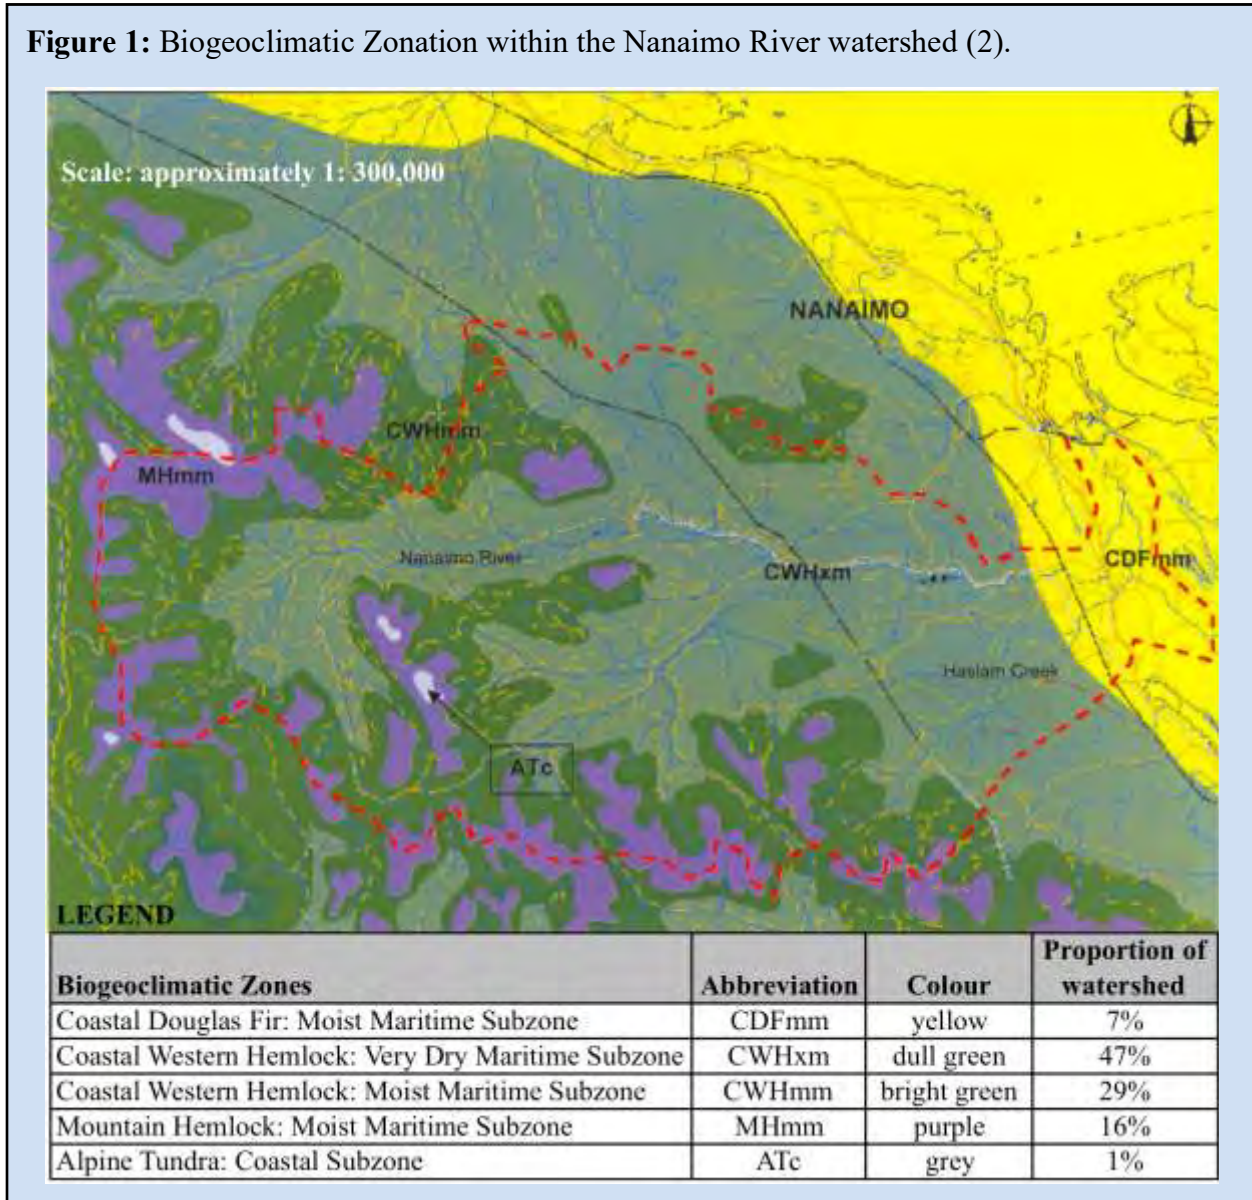 Figure 1: Biogeoclimatic Zonation within the Nanaimo River watershed (2).
Scale: approximately 1: 300,000
NANAIMO
CWHmm
MHmm
Nanaimo River
CWHxm
CDFmm
Haslam Creek
ATc
LEGEND
Biogeoclimatic Zones Abbreviation Colour Proportion of watershed
Coastal Douglas Fir: Moist Maritime Subzone CDFmm yellow 7%
Coastal Western Hemlock: Very Dry Maritime Subzone CWHxm dull green 47%
Coastal Western Hemlock: Moist Maritime Subzone CWHmm bright green 29%
Mountain Hemlock: Moist Maritime Subzone MHmm purple 16%
Alpine Tundra: Coastal Subzone ATc grey 1%